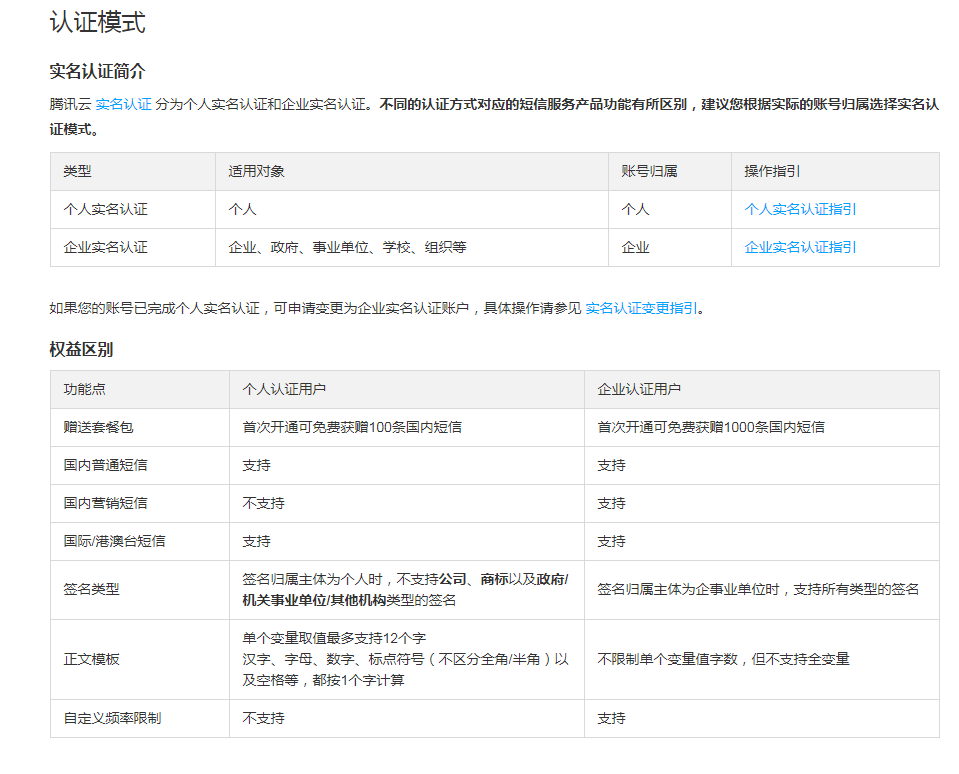 认证模式
实名认证简介
腾讯云 实名认证 分为个人实名认证和企业实名认证。不同的认证方式对应的短信服务产品功能有所区别，建议您根据实际的账号归属选择实名认
证模式。
类型 适用对象 账号归属 操作指引
个人实名认证 个人 个人 个人实名认证指引
企业实名认证 企业、政府、事业单位、学校、组织等 企业 企业实名认证指引
如果您的账号已完成个人实名认证，可申请变更为企业实名认证账户，具体操作请参见 实名认证变更指引。
权益区别
功能点 个人认证用户 企业认证用户
赠送套餐包 首次开通可免费获赠100条国内短信 首次开通可免费获赠1000条国内短信
国内普通短信 支持 支持
国内营销短信 不支持 支持
国际/港澳台短信 支持 支持
签名类型
签名归属主体为个人时，不支持公司、商标以及政府/
机关事业单位/其他机构类型的签名
签名归属主体为企事业单位时，支持所有类型的签名
正文模板
单个变量取值最多支持12个字
汉字、字母、数字、标点符号（不区分全角/半角）以
及空格等，都按1个字计算
不限制单个变量值字数，但不支持全变量
自定义频率限制 不支持 支持